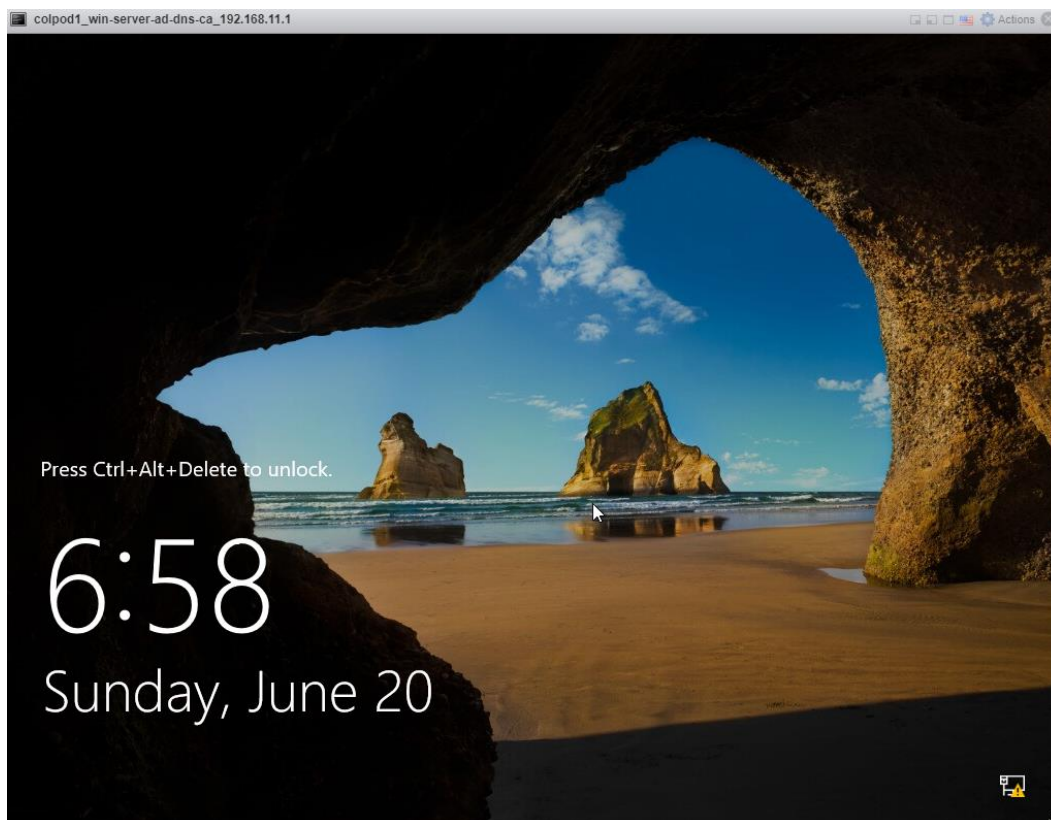 colpod1_win-server-ad-dns-ca_192.168.11.1
Actions
Press Ctrl+Alt+Delete to unlock.
6:58
Sunday, June 20